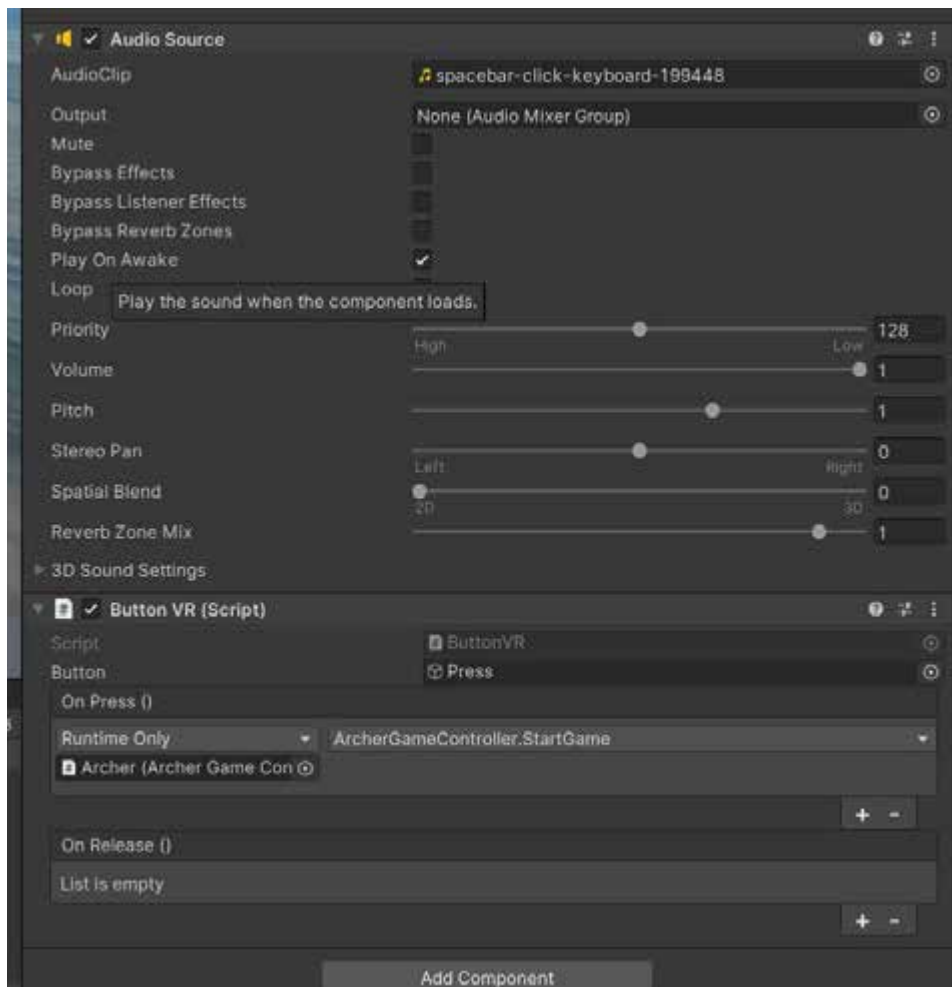 Audio Source
AudioClip spacebar-click-keyboard-199448
Output None (Audio Mixer Group)
Mute
Bypass Effects
Bypass Listener Effects
Bypass Reverb Zones
Play On Awake
Loop
Play the sound when the component loads.
Priority 128
High Low
Volume 1
Pitch 1
Stereo Pan 0
Left Right
Spatial Blend 0
2D 3D
Reverb Zone Mix 1
3D Sound Settings
Button VR (Script)
Script ButtonVR
Button Press
On Press ()
Runtime Only ArcherGameController.StartGame
Archer (Archer Game Con
On Release ()
List is empty
Add Component